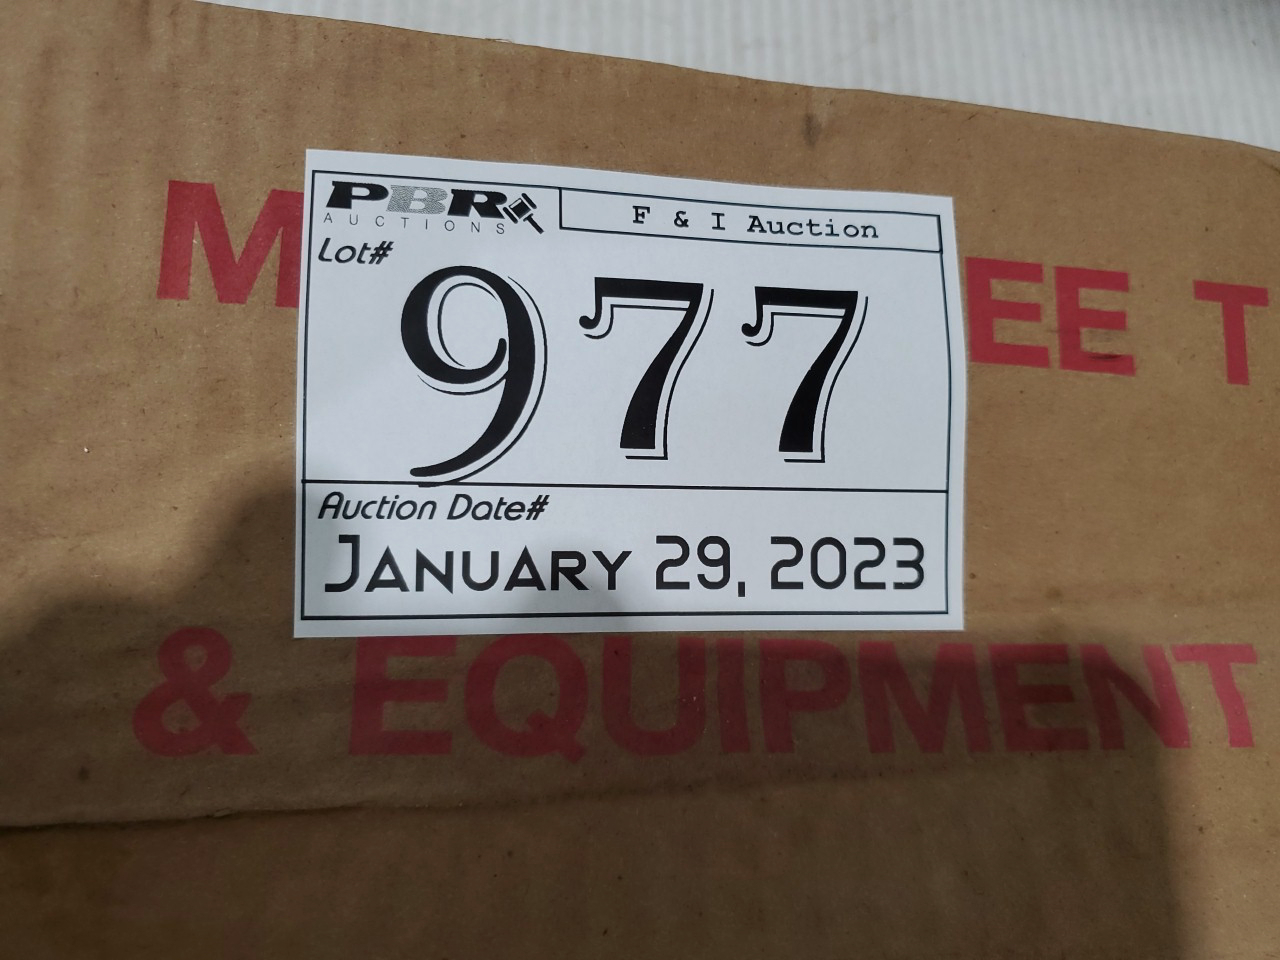 PBR
AUCTIONS
F & I Auction
Lot#
977
Auction Date#
January 29, 2023
EE T
& EQUIPMENT